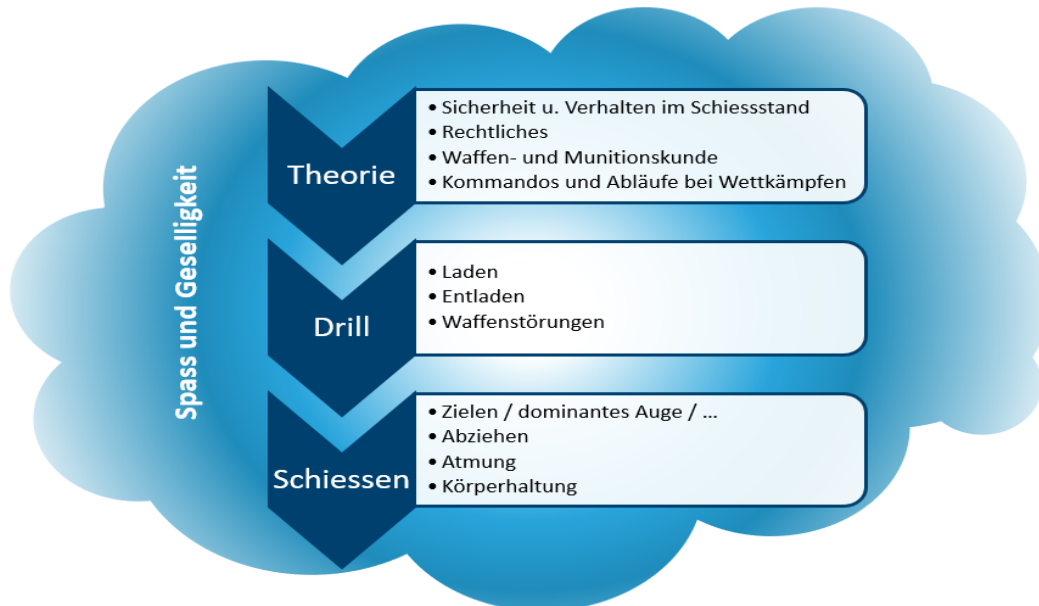 Spass und Geselligkeit
Theorie
• Sicherheit u. Verhalten im Schiessstand
• Rechtliches
• Waffen- und Munitionskunde
• Kommandos und Abläufe bei Wettkämpfen
Drill
• Laden
• Entladen
• Waffenstörungen
Schiessen
• Zielen / dominantes Auge / ...
• Abziehen
• Atmung
• Körperhaltung